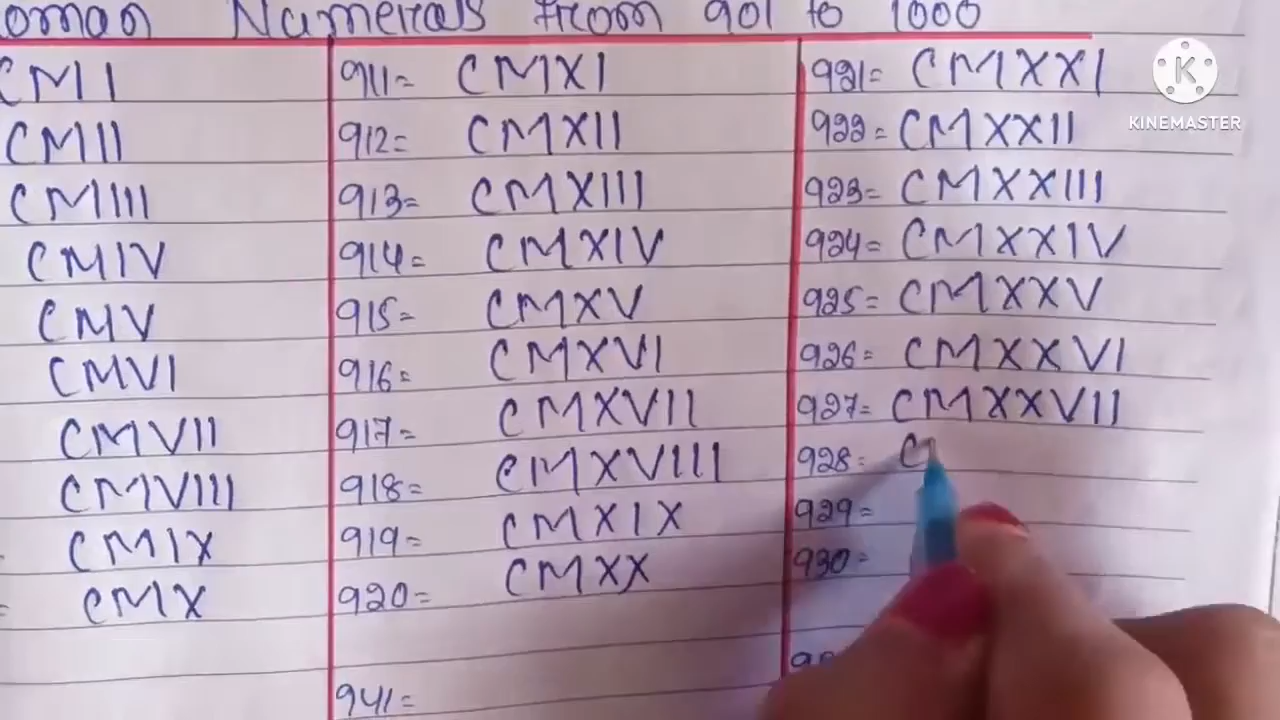 oman Numerals From 901 to 1000
CMI
CMII
CMIII
CMIV
CMV
CMVI
CMVII
CMVIII
CMIX
= CMX
911= CMXI
912= CMXII
913= CMXIII
914= CMXIV
915= CMXV
916= CMXVI
917= CMXVII
918= CMXVIII
919= CMXIX
920= CMXX
941=
921= CMXXI
922= CMXXII
923= CMXXIII
924= CMXXIV
925= CMXXV
926= CMXXVI
927= CMXXVII
928= C
929=
930=
KINEMASTER